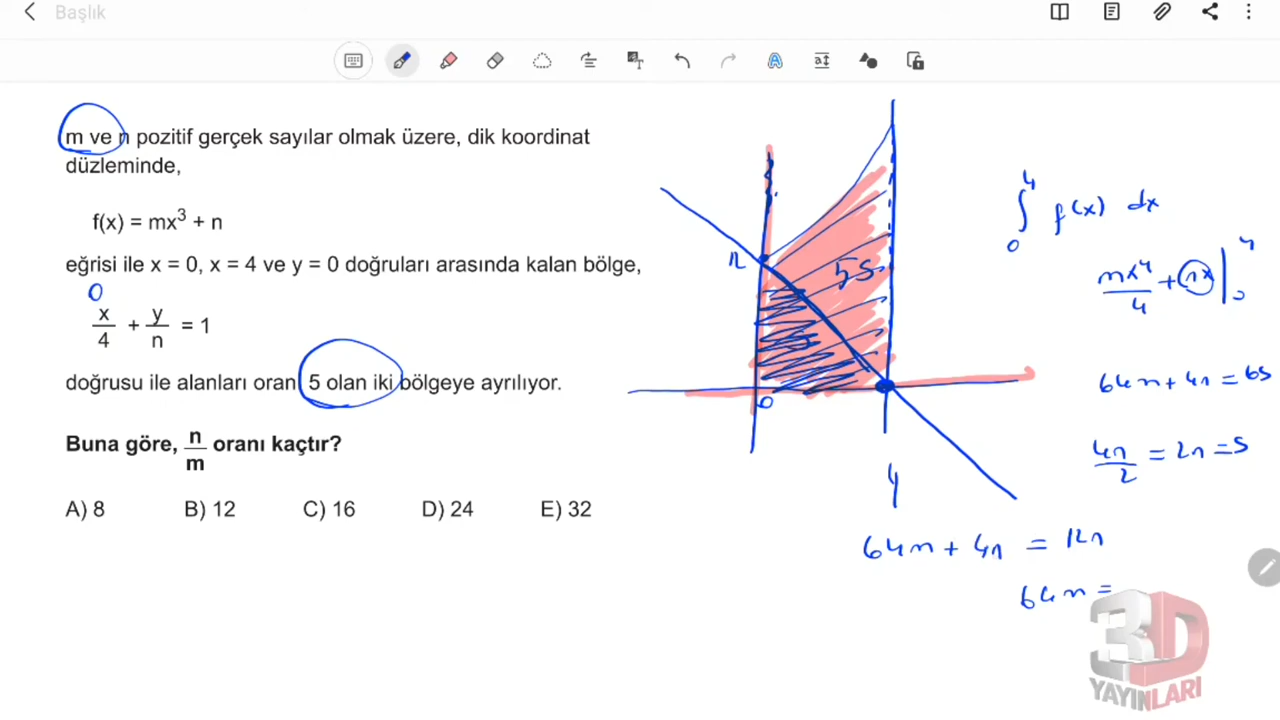 Başlık
m ve n pozitif gerçek sayılar olmak üzere, dik koordinat
düzleminde,
f(x) = mx³ + n
eğrisi ile x = 0, x = 4 ve y = 0 doğruları arasında kalan bölge,
0
x/4 + y/n = 1
doğrusu ile alanları oran 5 olan iki bölgeye ayrılıyor.
Buna göre, n/m oranı kaçtır?
A) 8 B) 12 C) 16 D) 24 E) 32
n
5S
0
4
∫₀⁴ f(x) dx
mx⁴/4 + nx |₀⁴
64m + 4n = 6S
4n/2 = 2n = S
64m + 4n = 12n
64m =
3D
YAYINLARI